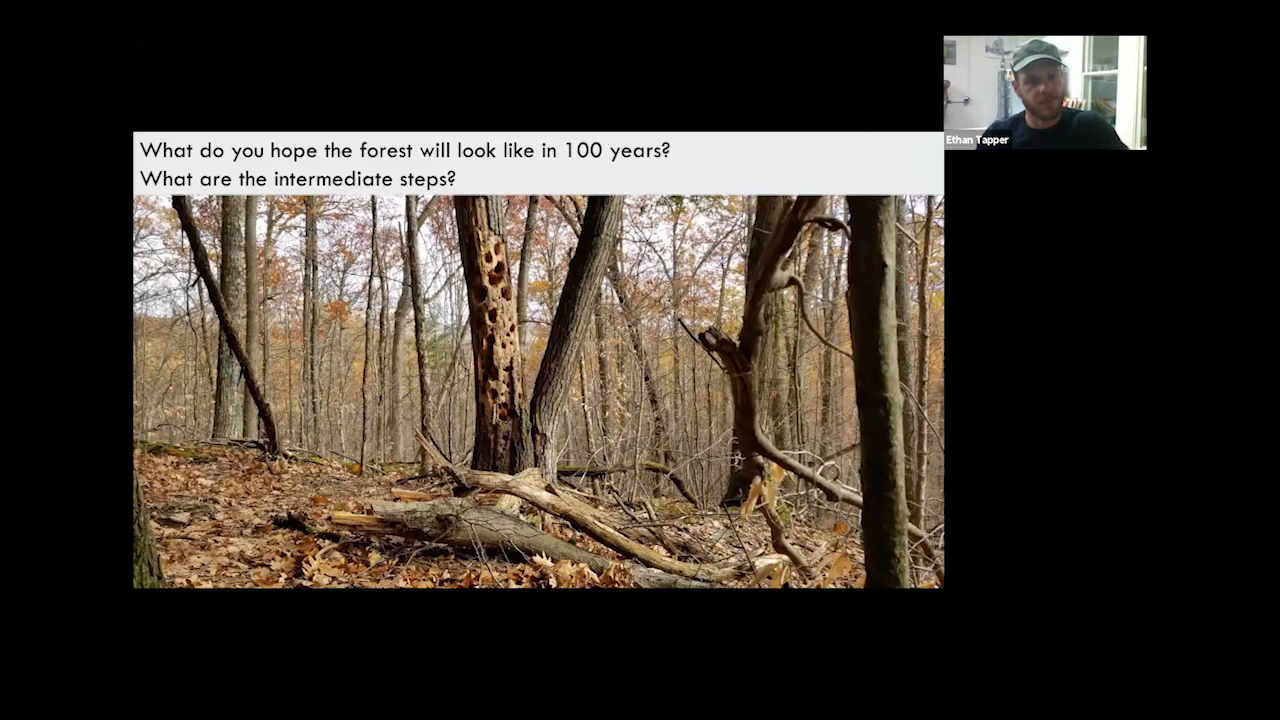 What do you hope the forest will look like in 100 years?
What are the intermediate steps?
Ethan Tapper